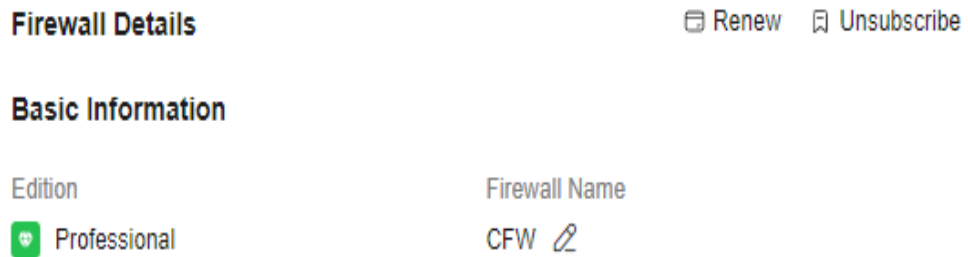 Firewall Details Renew Unsubscribe
Basic Information
Edition Firewall Name
Professional CFW